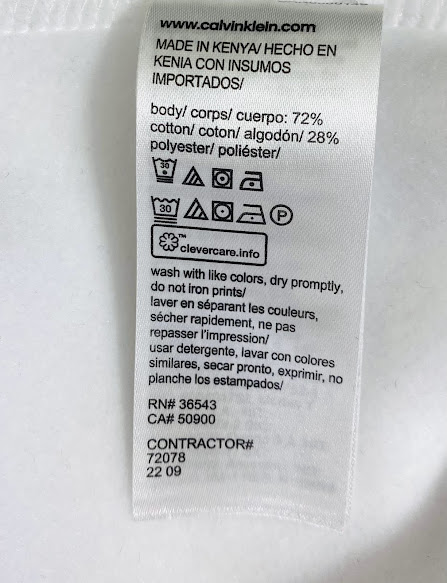 www.calvinklein.com
MADE IN KENYA/ HECHO EN
KENIA CON INSUMOS
IMPORTADOS/
body/ corps/ cuerpo: 72%
cotton/ coton/ algodón/ 28%
polyester/ poliéster/
30
30 P
™
clevercare.info
wash with like colors, dry promptly,
do not iron prints/
laver en séparant les couleurs,
sécher rapidement, ne pas
repasser l'impression/
usar detergente, lavar con colores
similares, secar pronto, exprimir, no
planche los estampados/
RN# 36543
CA# 50900
CONTRACTOR#
72078
22 09